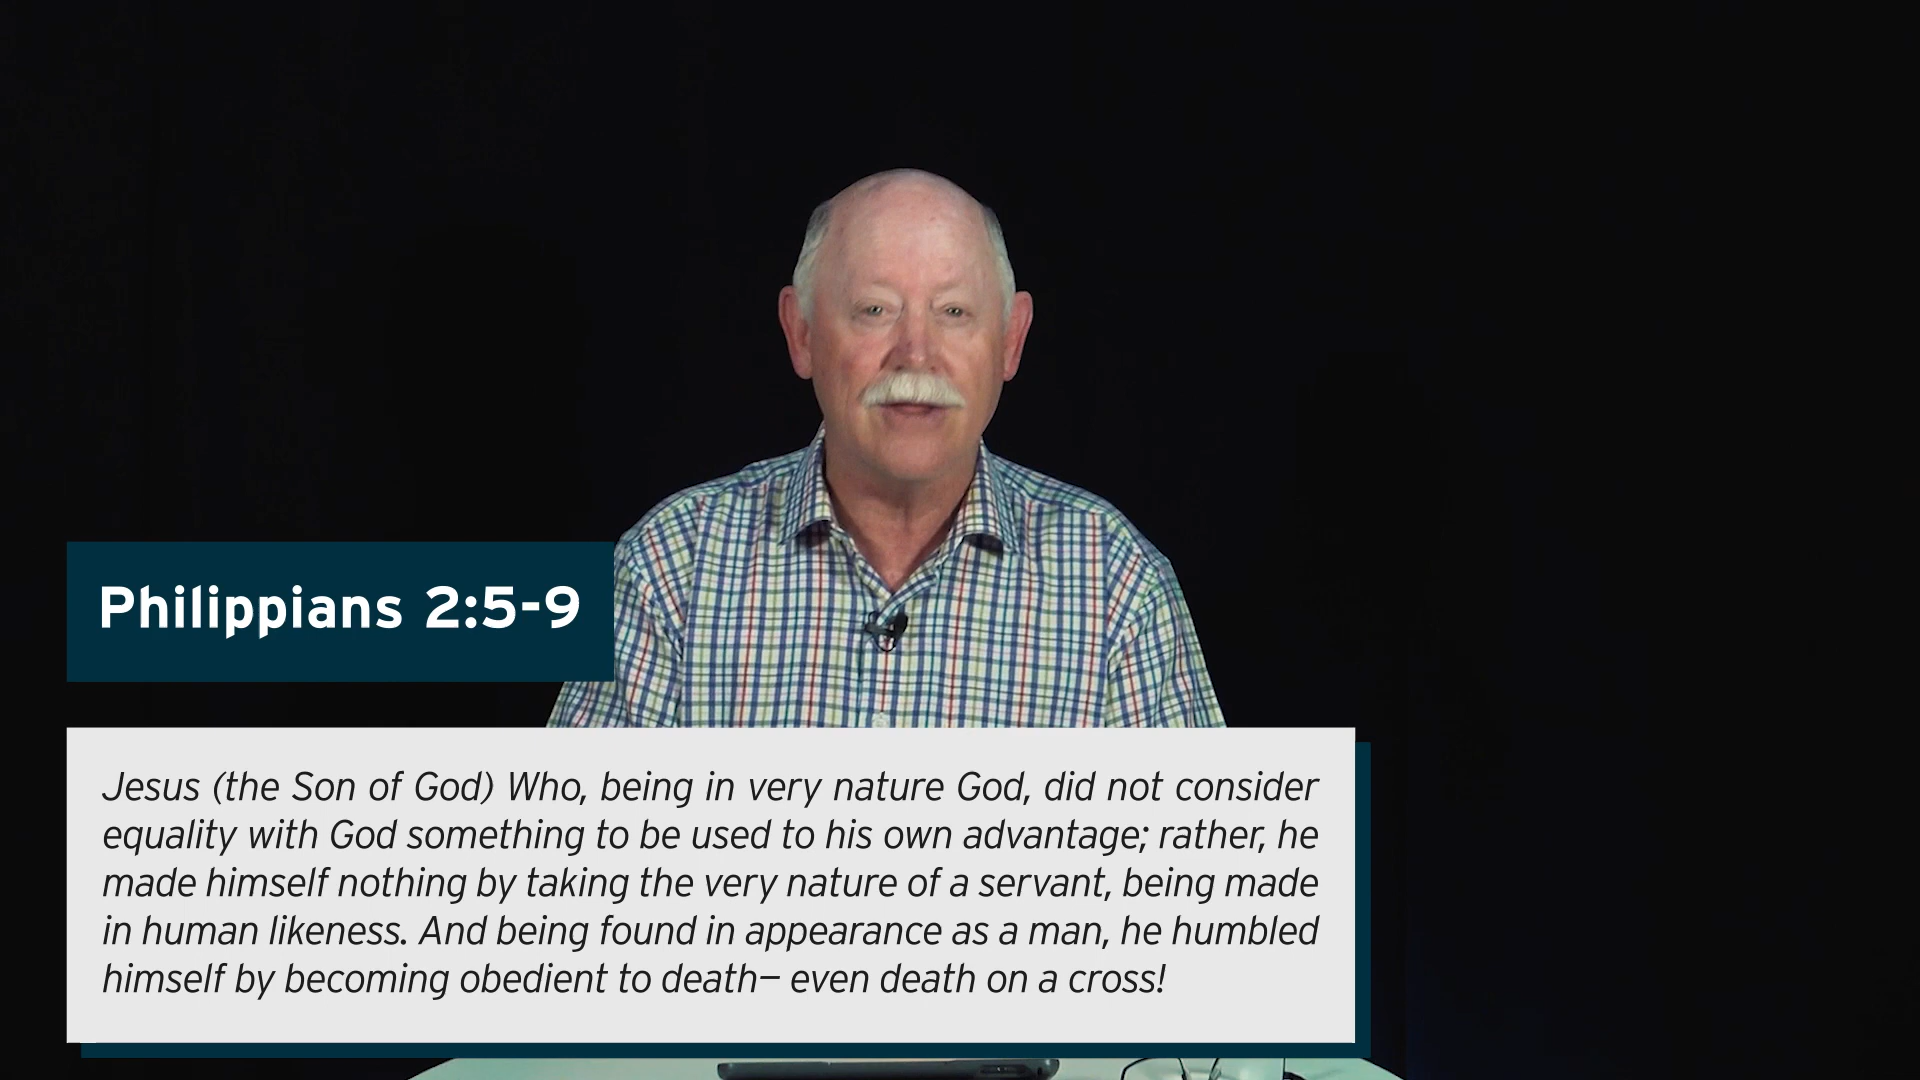 Philippians 2:5-9
Jesus (the Son of God) Who, being in very nature God, did not consider
equality with God something to be used to his own advantage; rather, he
made himself nothing by taking the very nature of a servant, being made
in human likeness. And being found in appearance as a man, he humbled
himself by becoming obedient to death— even death on a cross!